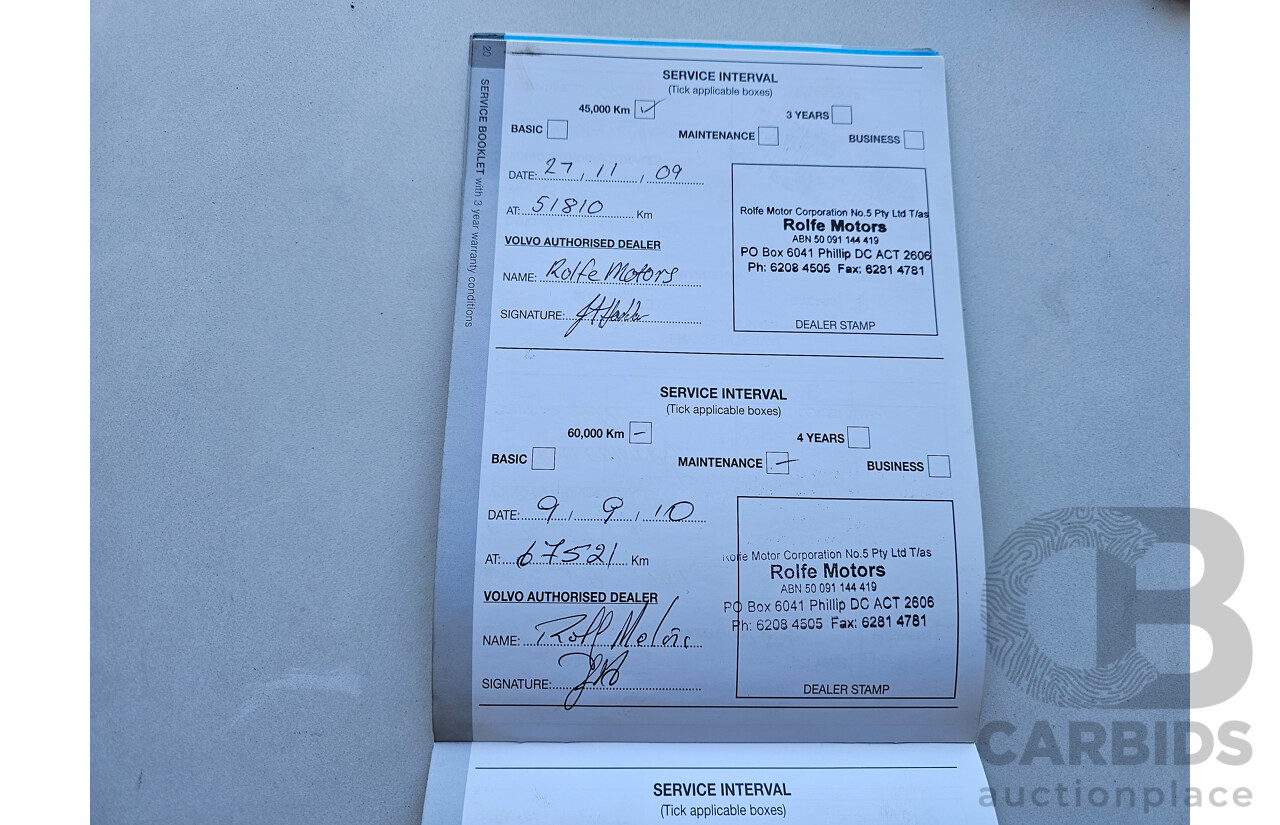 20
SERVICE BOOKLET with 3 year warranty conditions
SERVICE INTERVAL
(Tick applicable boxes)
45,000 Km
3 YEARS
BASIC
MAINTENANCE
BUSINESS
DATE: 27 / 11 / 09
AT: 51810 Km
VOLVO AUTHORISED DEALER
NAME: Rolfe Motors
SIGNATURE:
Rolfe Motor Corporation No.5 Pty Ltd T/as
Rolfe Motors
ABN 50 091 144 419
PO Box 6041 Phillip DC ACT 2606
Ph: 6208 4505 Fax: 6281 4781
DEALER STAMP
SERVICE INTERVAL
(Tick applicable boxes)
60,000 Km
4 YEARS
BASIC
MAINTENANCE
BUSINESS
DATE: 9 / 9 / 10
AT: 67521 Km
VOLVO AUTHORISED DEALER
NAME:
SIGNATURE:
Rolfe Motor Corporation No.5 Pty Ltd T/as
Rolfe Motors
ABN 50 091 144 419
PO Box 6041 Phillip DC ACT 2606
Ph: 6208 4505 Fax: 6281 4781
DEALER STAMP
SERVICE INTERVAL
(Tick applicable boxes)
CB
CARBIDS
auctionplace